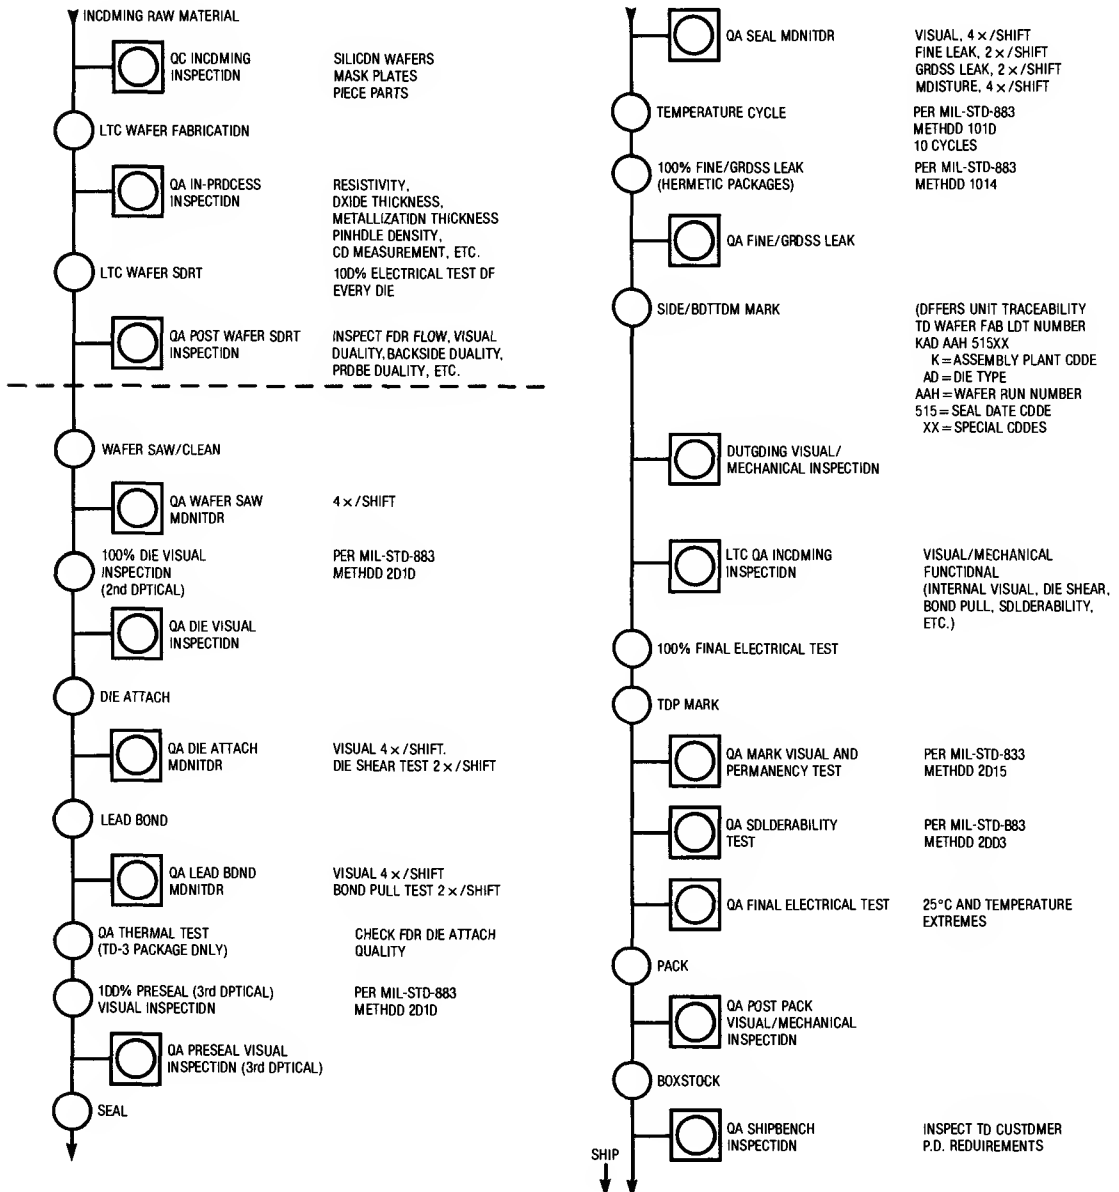 INCDMING RAW MATERIAL
QC INCDMING
INSPECTIDN
SILICDN WAFERS
MASK PLATES
PIECE PARTS
LTC WAFER FABRICATIDN
QA IN-PRDCESS
INSPECTION
RESISTIVITY,
DXIDE THICKNESS,
METALLIZATION THICKNESS
PINHDLE DENSITY,
CD MEASUREMENT, ETC.
LTC WAFER SDRT
10D% ELECTRICAL TEST DF
EVERY DIE
QA POST WAFER SDRT
INSPECTION
INSPECT FDR FLOW, VISUAL
DUALITY, BACKSIDE DUALITY,
PRDBE DUALITY, ETC.
WAFER SAW/CLEAN
QA WAFER SAW
MDNITDR
4 x/SHIFT
100% DIE VISUAL
INSPECTION
(2nd DPTICAL)
PER MIL-STD-883
METHDD 2D1D
QA DIE VISUAL
INSPECTION
DIE ATTACH
QA DIE ATTACH
MDNITDR
VISUAL 4 x/SHIFT.
DIE SHEAR TEST 2 x/SHIFT
LEAD BOND
QA LEAD BDND
MDNITDR
VISUAL 4 x/SHIFT
BOND PULL TEST 2 x/SHIFT
QA THERMAL TEST
(TD-3 PACKAGE DNLY)
CHECK FDR DIE ATTACH
QUALITY
1DD% PRESEAL (3rd DPTICAL)
VISUAL INSPECTION
PER MIL-STD-883
METHDD 2D1D
QA PRESEAL VISUAL
INSPECTION (3rd DPTICAL)
SEAL
QA SEAL MDNITDR
VISUAL, 4 x/SHIFT
FINE LEAK, 2 x/SHIFT
GRDSS LEAK, 2 x/SHIFT
MDISTURE, 4 x/SHIFT
TEMPERATURE CYCLE
PER MIL-STD-883
METHDD 101D
10 CYCLES
100% FINE/GRDSS LEAK
(HERMETIC PACKAGES)
PER MIL-STD-883
METHDD 1014
QA FINE/GRDSS LEAK
SIDE/BDTTDM MARK
(DFFERS UNIT TRACEABILITY
TD WAFER FAB LDT NUMBER
KAD AAH 515XX
K=ASSEMBLY PLANT CDDE
AD=DIE TYPE
AAH=WAFER RUN NUMBER
515=SEAL DATE CDDE
XX=SPECIAL CDDES
DUTGDING VISUAL/
MECHANICAL INSPECTION
LTC QA INCDMING
INSPECTION
VISUAL/MECHANICAL
FUNCTIDNAL
(INTERNAL VISUAL, DIE SHEAR,
BOND PULL, SDLDERABILITY,
ETC.)
100% FINAL ELECTRICAL TEST
TDP MARK
QA MARK VISUAL AND
PERMANENCY TEST
PER MIL-STD-833
METHDD 2D15
QA SDLDERABILITY
TEST
PER MIL-STD-B83
METHDD 2DD3
QA FINAL ELECTRICAL TEST
25°C AND TEMPERATURE
EXTREMES
PACK
QA POST PACK
VISUAL/MECHANICAL
INSPECTION
BOXSTOCK
QA SHIPBENCH
INSPECTION
INSPECT TD CUSTDMER
P.D. REDUIREMENTS
SHIP